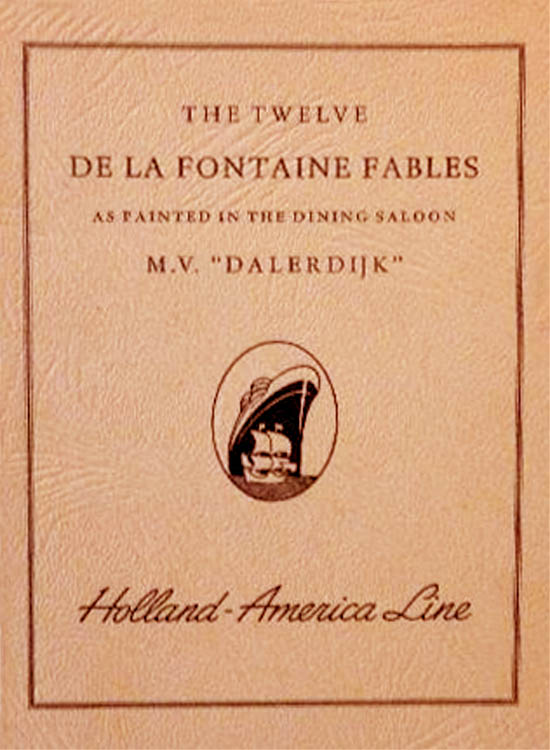 THE TWELVE
DE LA FONTAINE FABLES
AS PAINTED IN THE DINING SALOON
M.V. "DALERDIJK"
Holland-America Line